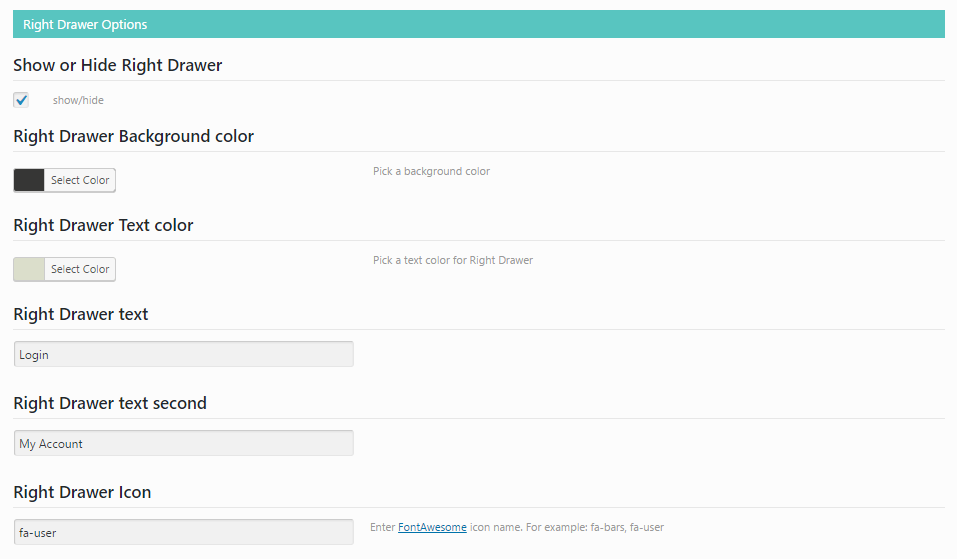 Right Drawer Options
Show or Hide Right Drawer
show/hide
Right Drawer Background color
Select Color
Pick a background color
Right Drawer Text color
Select Color
Pick a text color for Right Drawer
Right Drawer text
Login
Right Drawer text second
My Account
Right Drawer Icon
fa-user
Enter FontAwesome icon name. For example: fa-bars, fa-user